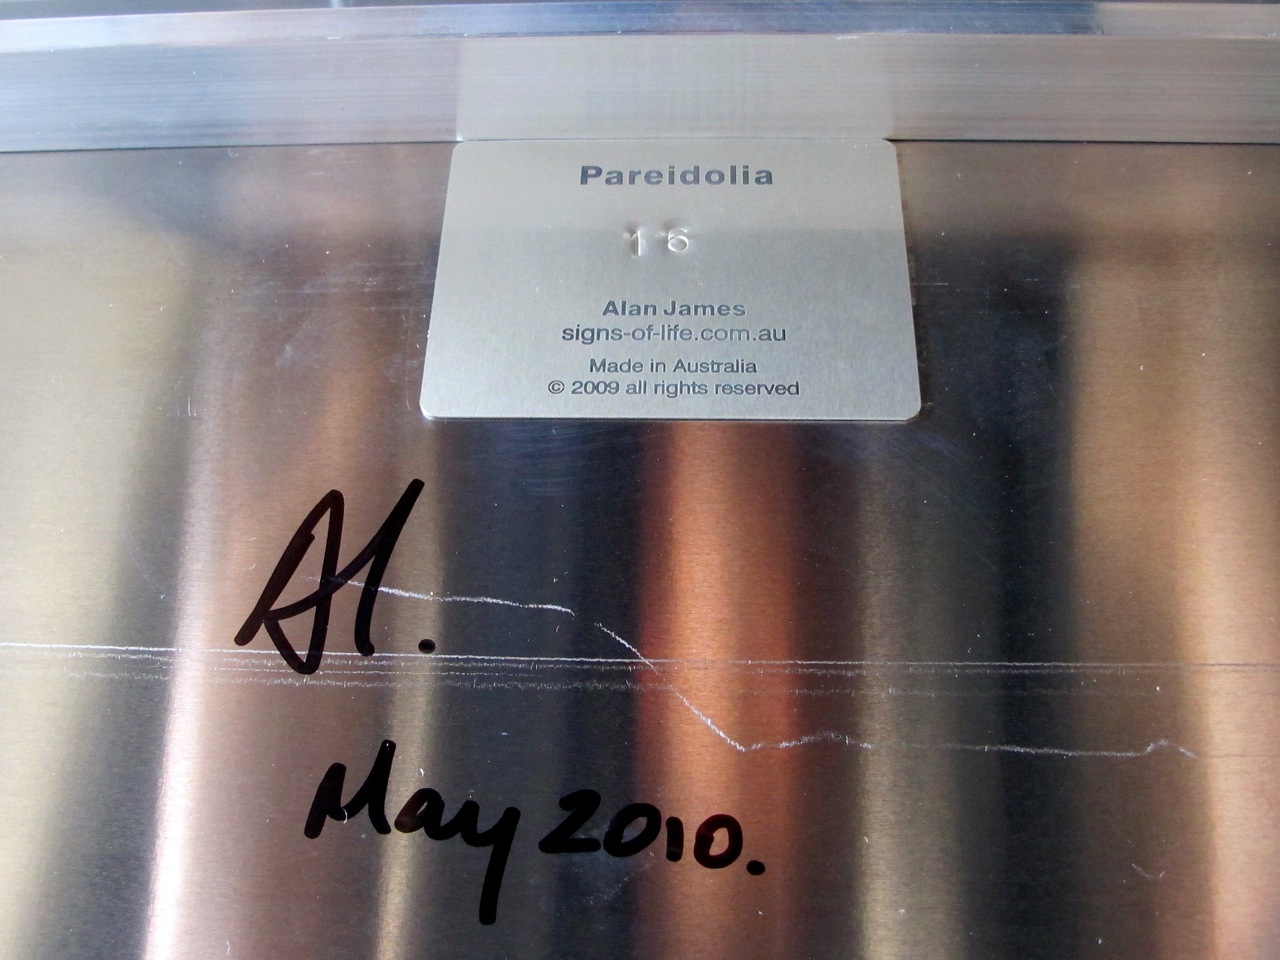 Pareidolia
16
Alan James
signs-of-life.com.au
Made in Australia
© 2009 all rights reserved
May 2010.